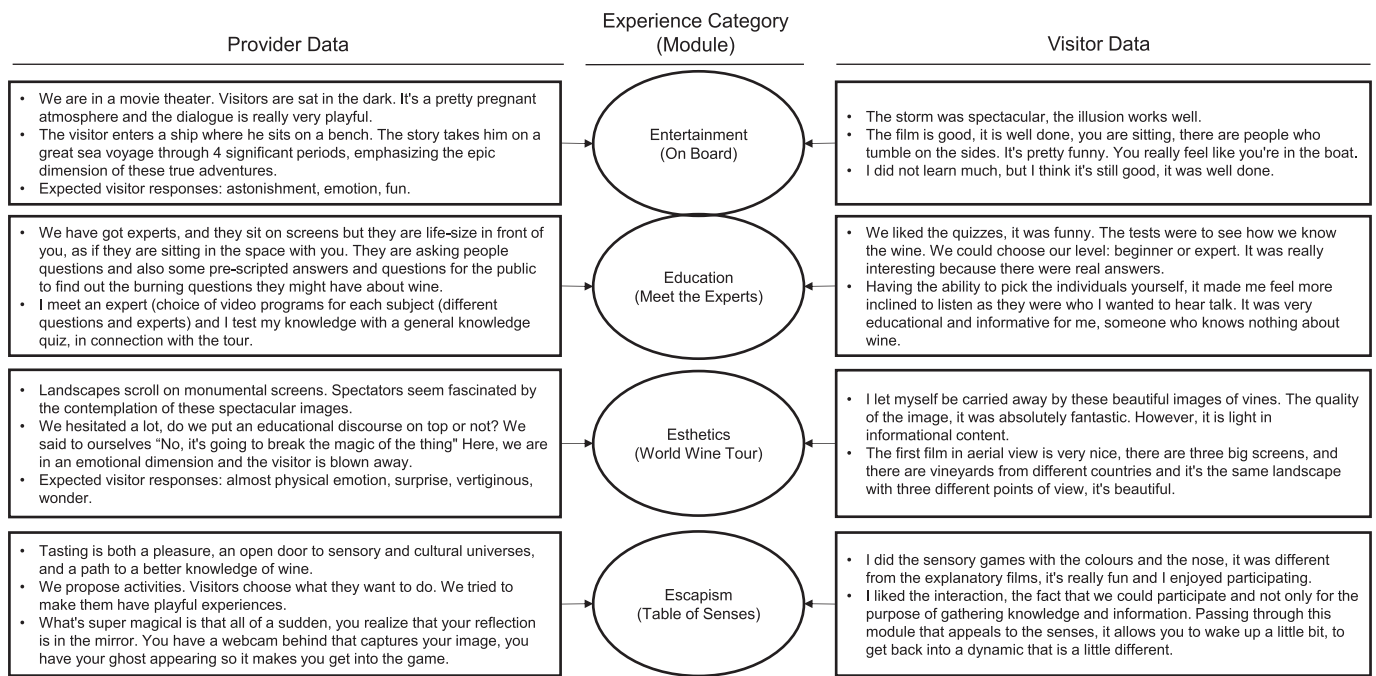 Provider Data
Experience Category
(Module)
Visitor Data
• We are in a movie theater. Visitors are sat in the dark. It's a pretty pregnant
atmosphere and the dialogue is really very playful.
• The visitor enters a ship where he sits on a bench. The story takes him on a
great sea voyage through 4 significant periods, emphasizing the epic
dimension of these true adventures.
• Expected visitor responses: astonishment, emotion, fun.
Entertainment
(On Board)
• The storm was spectacular, the illusion works well.
• The film is good, it is well done, you are sitting, there are people who
tumble on the sides. It's pretty funny. You really feel like you're in the boat.
• I did not learn much, but I think it's still good, it was well done.
• We have got experts, and they sit on screens but they are life-size in front of
you, as if they are sitting in the space with you. They are asking people
questions and also some pre-scripted answers and questions for the public
to find out the burning questions they might have about wine.
• I meet an expert (choice of video programs for each subject (different
questions and experts) and I test my knowledge with a general knowledge
quiz, in connection with the tour.
Education
(Meet the Experts)
• We liked the quizzes, it was funny. The tests were to see how we know
the wine. We could choose our level: beginner or expert. It was really
interesting because there were real answers.
• Having the ability to pick the individuals yourself, it made me feel more
inclined to listen as they were who I wanted to hear talk. It was very
educational and informative for me, someone who knows nothing about
wine.
• Landscapes scroll on monumental screens. Spectators seem fascinated by
the contemplation of these spectacular images.
• We hesitated a lot, do we put an educational discourse on top or not? We
said to ourselves “No, it's going to break the magic of the thing" Here, we are
in an emotional dimension and the visitor is blown away.
• Expected visitor responses: almost physical emotion, surprise, vertiginous,
wonder.
Esthetics
(World Wine Tour)
• I let myself be carried away by these beautiful images of vines. The quality
of the image, it was absolutely fantastic. However, it is light in
informational content.
• The first film in aerial view is very nice, there are three big screens, and
there are vineyards from different countries and it's the same landscape
with three different points of view, it's beautiful.
• Tasting is both a pleasure, an open door to sensory and cultural universes,
and a path to a better knowledge of wine.
• We propose activities. Visitors choose what they want to do. We tried to
make them have playful experiences.
• What's super magical is that all of a sudden, you realize that your reflection
is in the mirror. You have a webcam behind that captures your image, you
have your ghost appearing so it makes you get into the game.
Escapism
(Table of Senses)
• I did the sensory games with the colours and the nose, it was different
from the explanatory films, it's really fun and I enjoyed participating.
• I liked the interaction, the fact that we could participate and not only for the
purpose of gathering knowledge and information. Passing through this
module that appeals to the senses, it allows you to wake up a little bit, to
get back into a dynamic that is a little different.